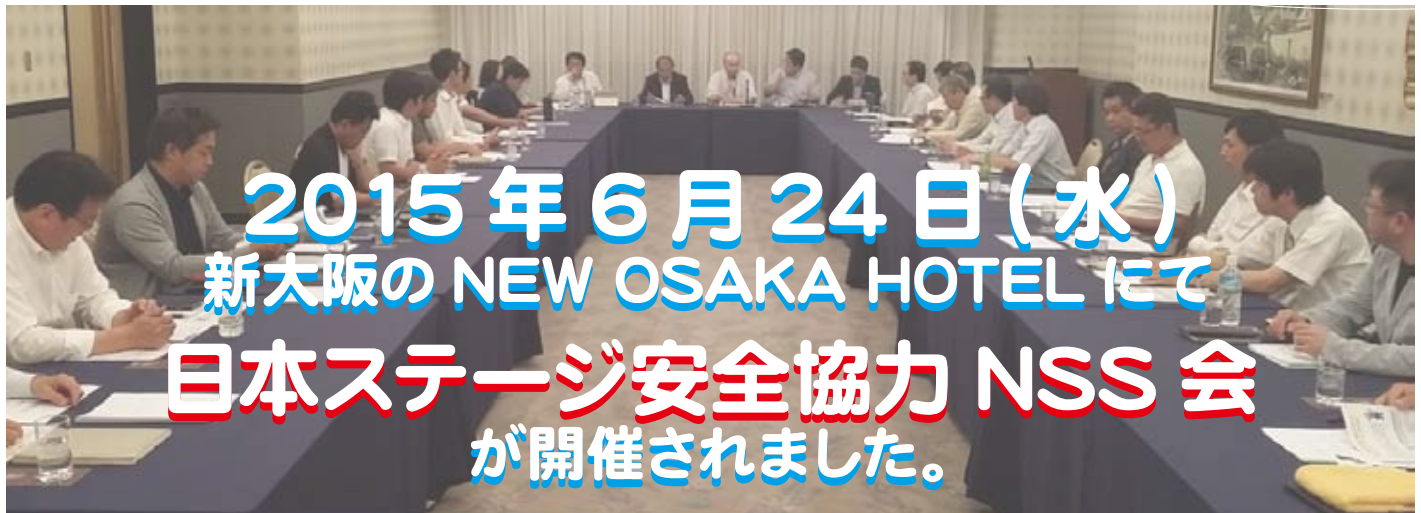 2015年6月24日(水)
新大阪のNEW OSAKA HOTELにて
日本ステージ安全協力NSS会
が開催されました。